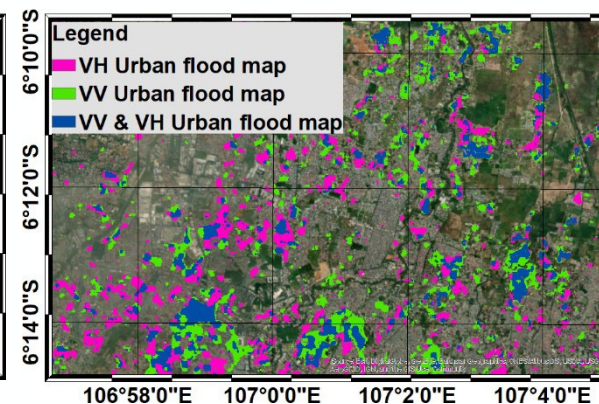 Legend
VH Urban flood map
VV Urban flood map
VV & VH Urban flood map
6°10'0"S
6°12'0"S
6°14'0"S
106°58'0"E 107°0'0"E 107°2'0"E 107°4'0"E